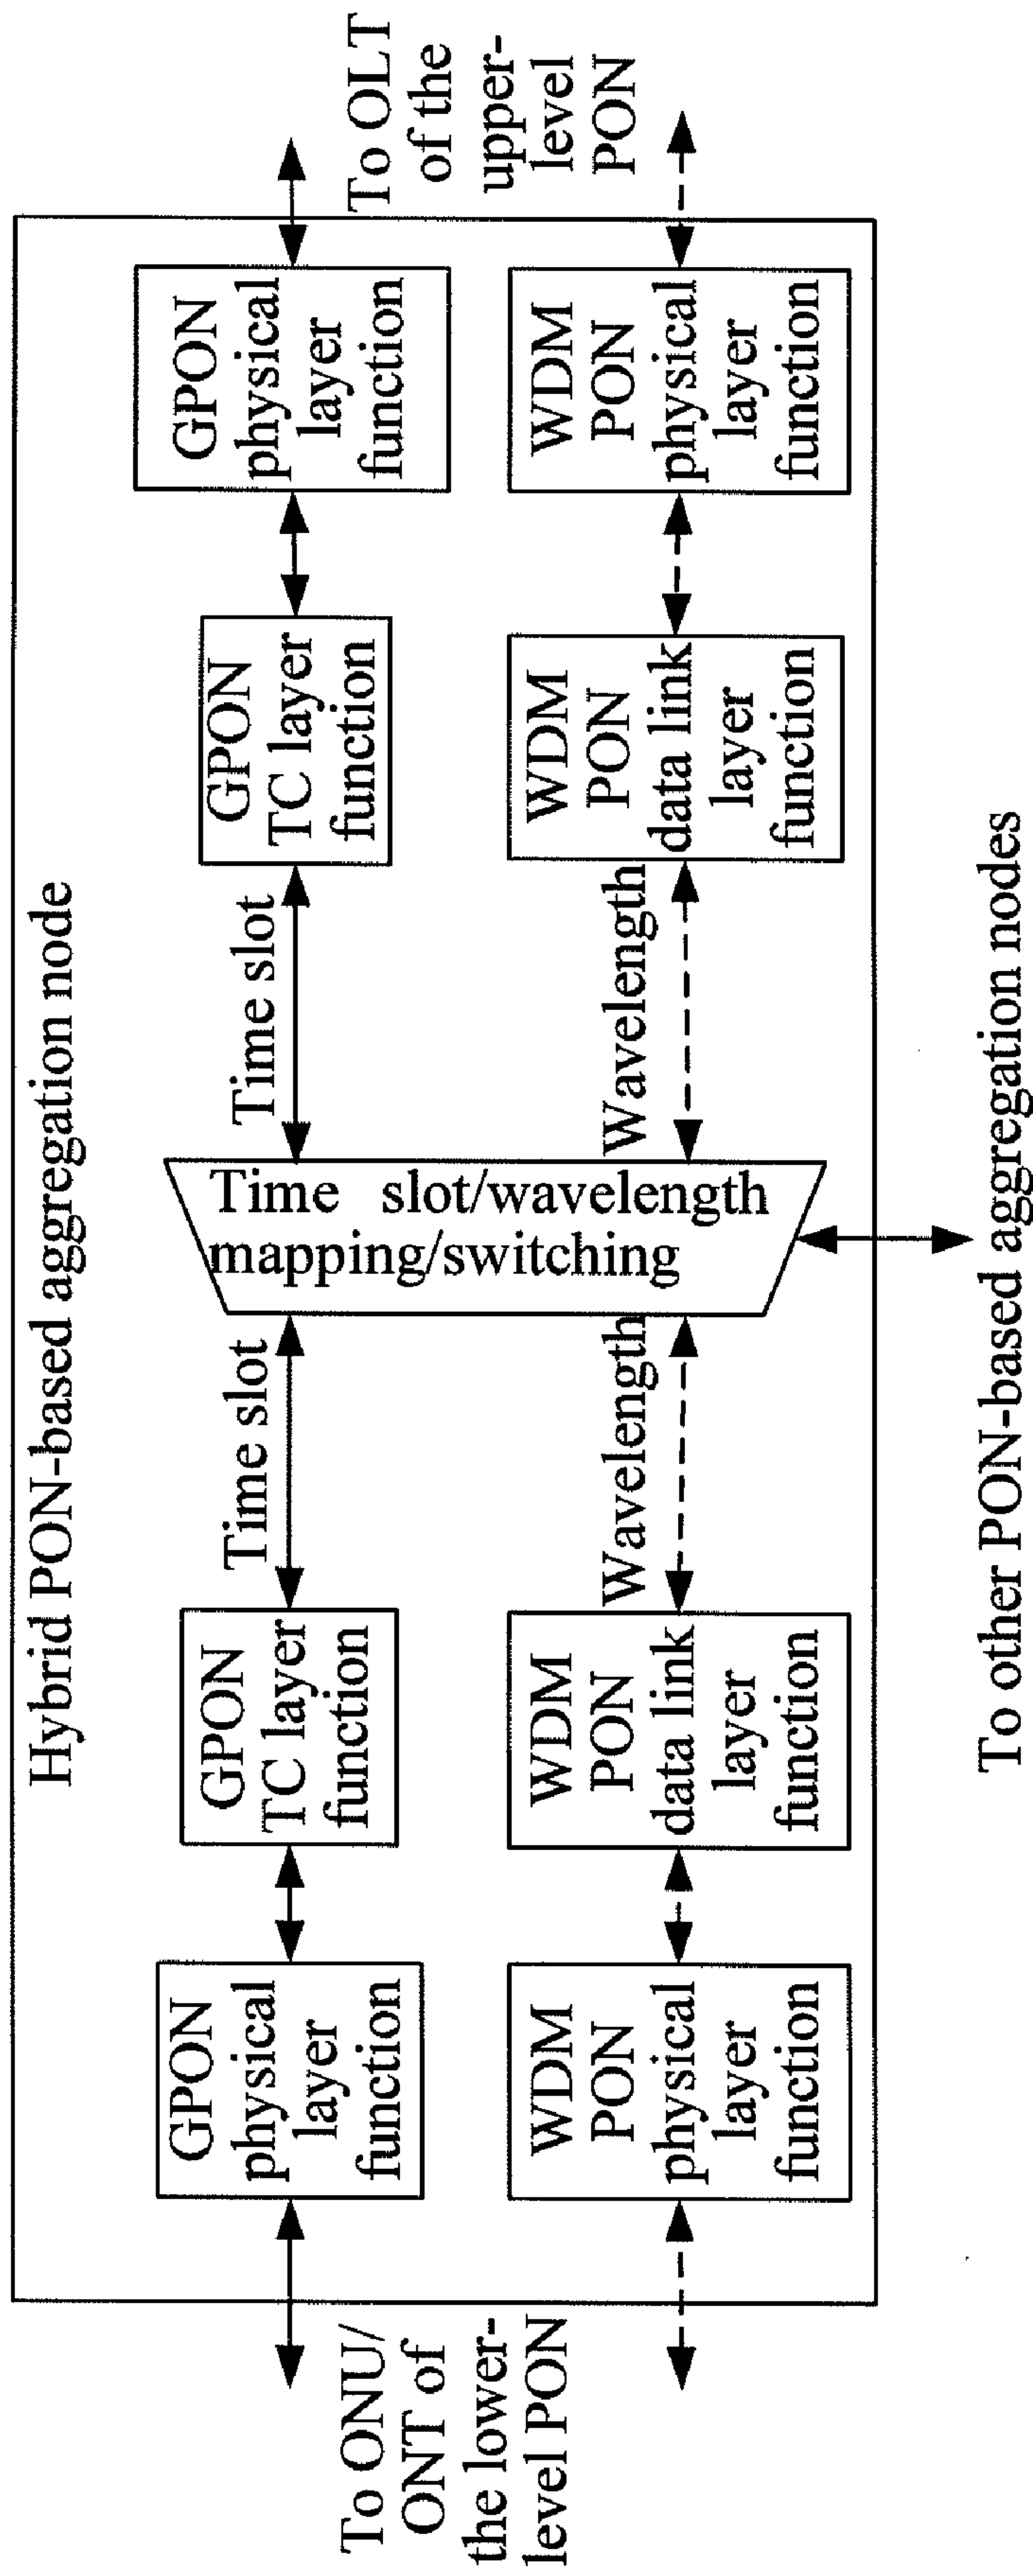 Hybrid PON-based aggregation node
To ONU/
ONT of
the lower-
level PON
GPON
physical
layer
function
GPON
TC layer
function
Time slot
Time slot
GPON
TC layer
function
GPON
physical
layer
function
To OLT
of the
upper-
level
PON
Time slot/wavelength
mapping/switching
WDM
PON
physical
layer
function
WDM
PON
data link
layer
function
Wavelength
Wavelength
WDM
PON
data link
layer
function
WDM
PON
physical
layer
function
To other PON-based aggregation nodes